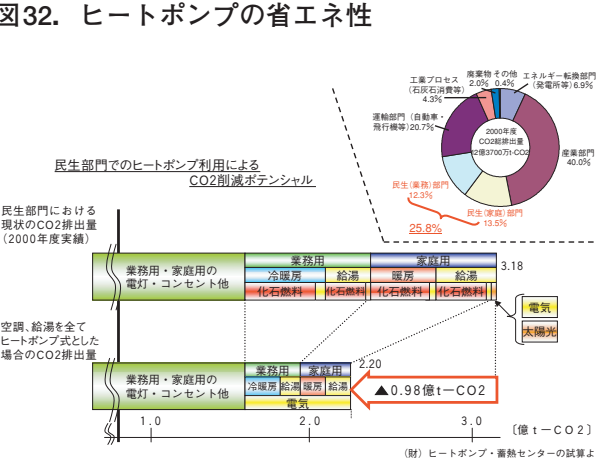 図32. ヒートポンプの省エネ性
工業プロセス
(石灰石消費等)
4.3%
廃棄物
2.0%
その他
0.4%
エネルギー転換部門
(発電所等)6.9%
運輸部門(自動車・
飛行機等)20.7%
2000年度
CO2総排出量
12億3700万t-CO2
産業部門
40.0%
民生(業務)部門
12.3%
民生(家庭)部門
13.5%
25.8%
民生部門でのヒートポンプ利用による
CO2削減ポテンシャル
民生部門における
現状のCO2排出量
(2000年度実績)
業務用・家庭用の
電灯・コンセント他
業務用
家庭用
冷暖房
給湯
暖房
給湯
化石燃料
化石燃料
化石燃料
化石燃料
3.18
電気
太陽光
空調、給湯を全て
ヒートポンプ式とした
場合のCO2排出量
業務用・家庭用の
電灯・コンセント他
業務用
家庭用
冷暖房
給湯
暖房
給湯
電気
2.20
▲0.98億tーCO2
1.0
2.0
3.0
〔億tーCO2〕
(財)ヒートポンプ・蓄熱センターの試算よ